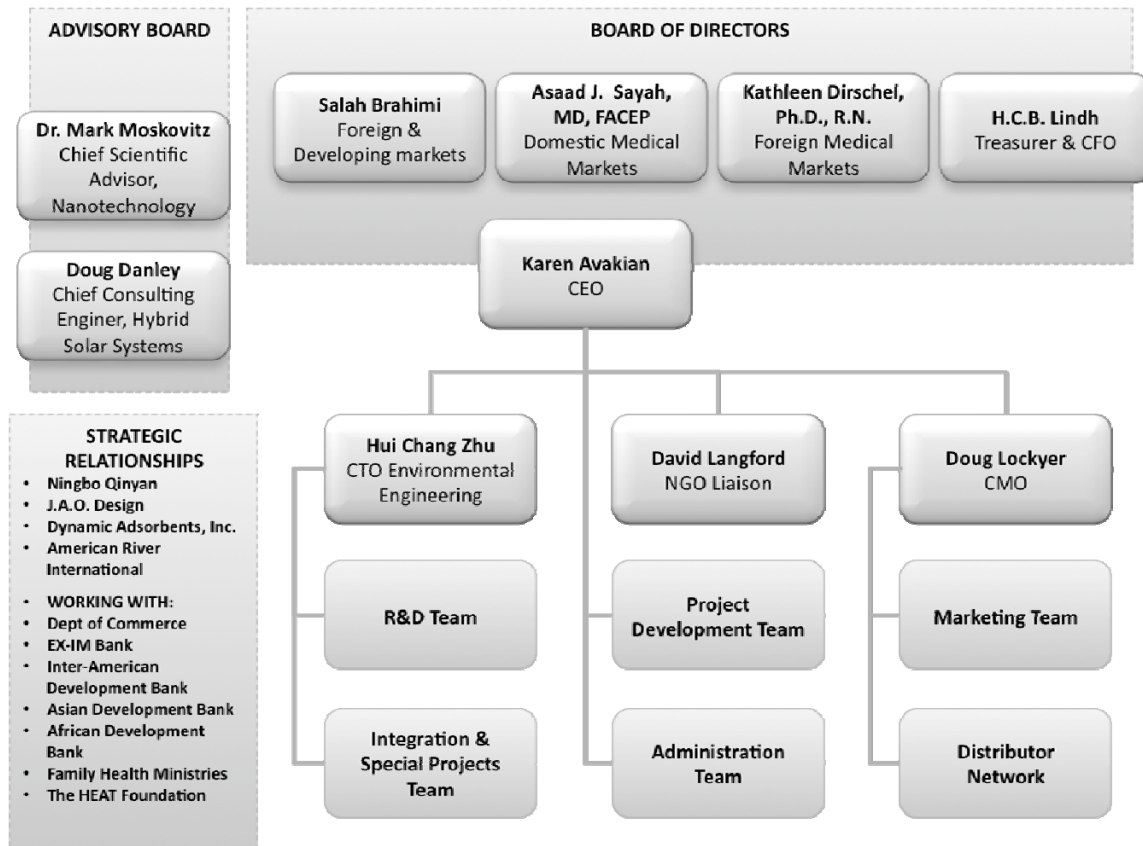 ADVISORY BOARD
Dr. Mark Moskovitz
Chief Scientific
Advisor,
Nanotechnology
Doug Danley
Chief Consulting
Enginer, Hybrid
Solar Systems
BOARD OF DIRECTORS
Salah Brahimi
Foreign &
Developing markets
Asaad J. Sayah,
MD, FACEP
Domestic Medical
Markets
Kathleen Dirschel,
Ph.D., R.N.
Foreign Medical
Markets
H.C.B. Lindh
Treasurer & CFO
Karen Avakian
CEO
Hui Chang Zhu
CTO Environmental
Engineering
David Langford
NGO Liaison
Doug Lockyer
CMO
R&D Team
Project
Development Team
Marketing Team
Integration &
Special Projects
Team
Administration
Team
Distributor
Network
STRATEGIC
RELATIONSHIPS
• Ningbo Qinyan
• J.A.O. Design
• Dynamic Adsorbents, Inc.
• American River
International
• WORKING WITH:
• Dept of Commerce
• EX-IM Bank
• Inter-American
Development Bank
• Asian Development Bank
• African Development
Bank
• Family Health Ministries
• The HEAT Foundation